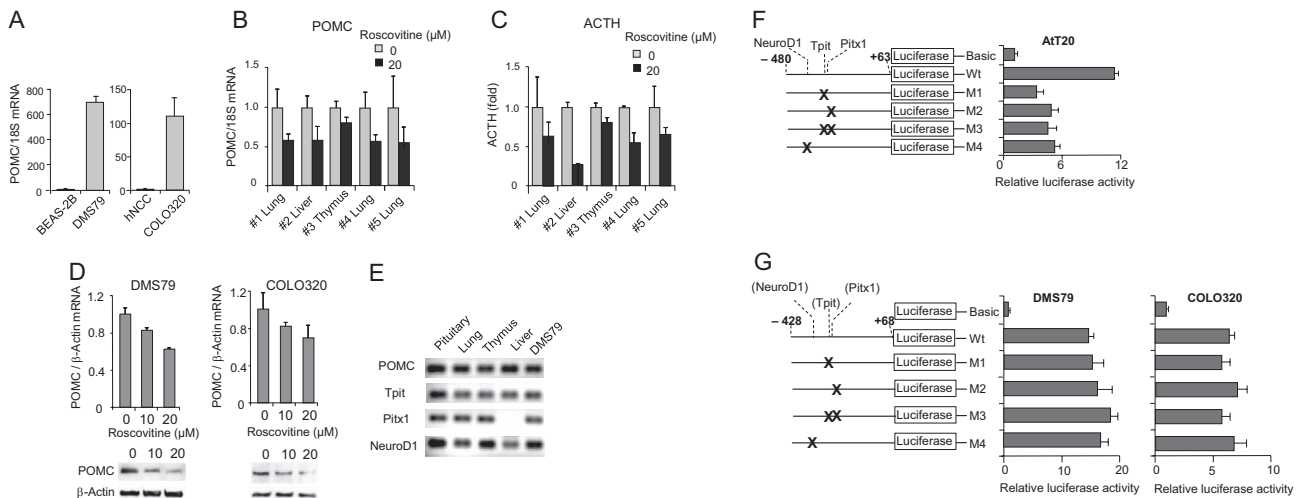 A
POMC/18S mRNA
800
600
400
200
0
BEAS-2B
DMS79
150
100
50
0
hNCC
COLO320
B
POMC
Roscovitine (µM)
0
20
POMC/18S mRNA
1.5
1.0
0.5
0
#1 Lung
#2 Liver
#3 Thymus
#4 Lung
#5 Lung
C
ACTH
Roscovitine (µM)
0
20
ACTH (fold)
1.5
1.0
0.5
0
#1 Lung
#2 Liver
#3 Thymus
#4 Lung
#5 Lung
D
DMS79
POMC / β-Actin mRNA
1.2
0.8
0.4
0
0 10 20
Roscovitine (µM)
0 10 20
POMC
β-Actin
COLO320
POMC / β-Actin mRNA
1.2
0.8
0.4
0
0 10 20
Roscovitine (µM)
0 10 20
E
Pituitary
Lung
Thymus
Liver
DMS79
POMC
Tpit
Pitx1
NeuroD1
F
NeuroD1
Tpit
Pitx1
– 480
+63
Luciferase Basic
Luciferase Wt
X Luciferase M1
X Luciferase M2
XX Luciferase M3
X Luciferase M4
AtT20
0 6 12
Relative luciferase activity
G
(NeuroD1)
(Tpit)
(Pitx1)
– 428
+68
Luciferase Basic
Luciferase Wt
X Luciferase M1
X Luciferase M2
XX Luciferase M3
X Luciferase M4
DMS79
0 10 20
Relative luciferase activity
COLO320
0 5 10
Relative luciferase activity